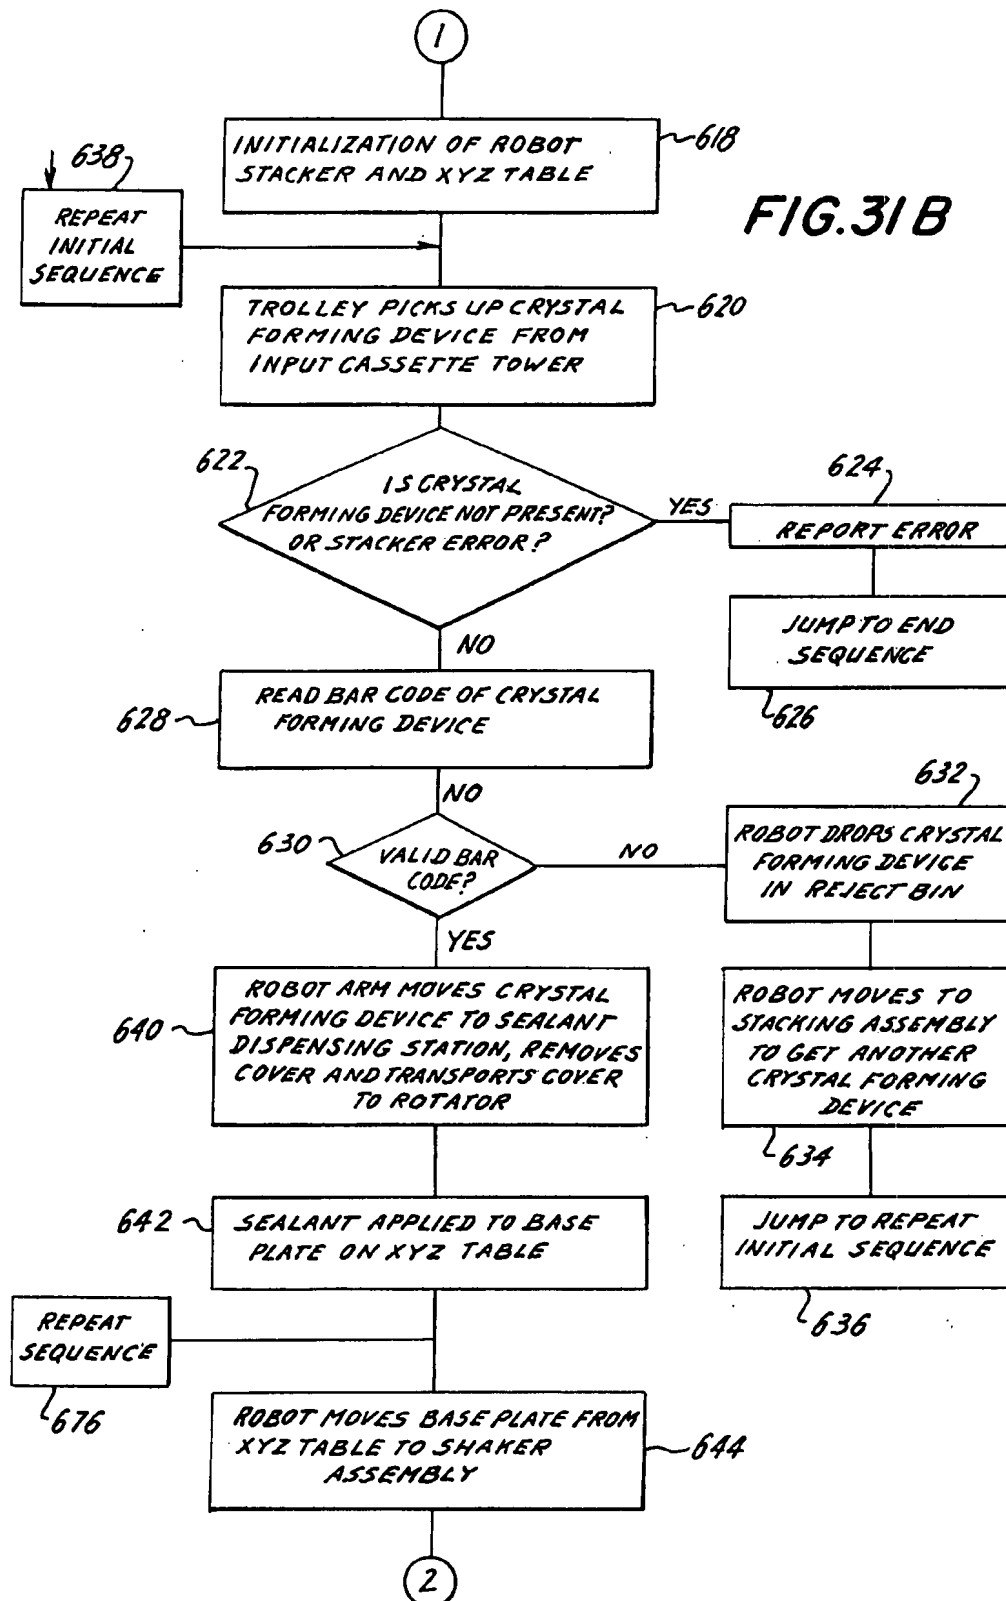 1
INITIALIZATION OF ROBOT
STACKER AND XYZ TABLE
618
638
REPEAT
INITIAL
SEQUENCE
FIG.31B
TROLLEY PICKS UP CRYSTAL
FORMING DEVICE FROM
INPUT CASSETTE TOWER
620
622
IS CRYSTAL
FORMING DEVICE NOT PRESENT?
OR STACKER ERROR?
YES
624
REPORT ERROR
JUMP TO END
SEQUENCE
626
NO
READ BAR CODE OF CRYSTAL
FORMING DEVICE
628
NO
630
VALID BAR
CODE?
NO
632
ROBOT DROPS CRYSTAL
FORMING DEVICE
IN REJECT BIN
YES
ROBOT ARM MOVES CRYSTAL
FORMING DEVICE TO SEALANT
DISPENSING STATION, REMOVES
COVER AND TRANSPORTS COVER
TO ROTATOR
640
ROBOT MOVES TO
STACKING ASSEMBLY
TO GET ANOTHER
CRYSTAL FORMING
DEVICE
634
642
SEALANT APPLIED TO BASE
PLATE ON XYZ TABLE
JUMP TO REPEAT
INITIAL SEQUENCE
636
REPEAT
SEQUENCE
676
ROBOT MOVES BASE PLATE FROM
XYZ TABLE TO SHAKER
ASSEMBLY
644
2